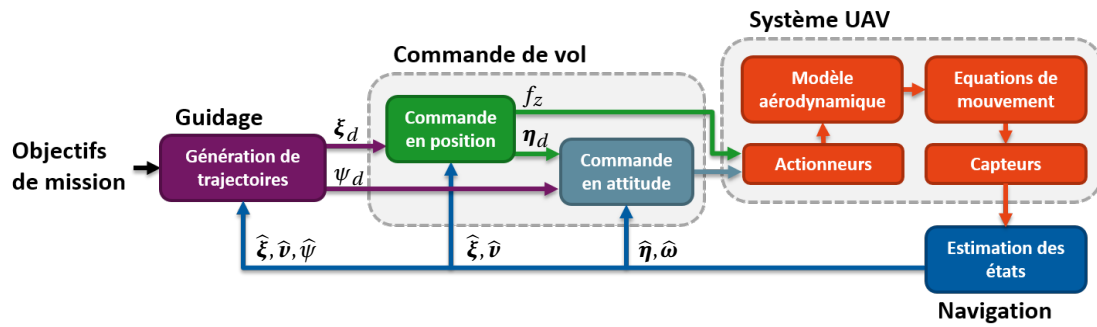 Système UAV
Commande de vol
Modèle
aérodynamique
Equations de
mouvement
f_z
Guidage
ξ_d
Commande
en position
η_d
Objectifs
de mission
Génération de
trajectoires
Commande
en attitude
Actionneurs
Capteurs
ψ_d
ξ̂, v̂, ψ̂
ξ̂, v̂
η̂, ω̂
Estimation des
états
Navigation